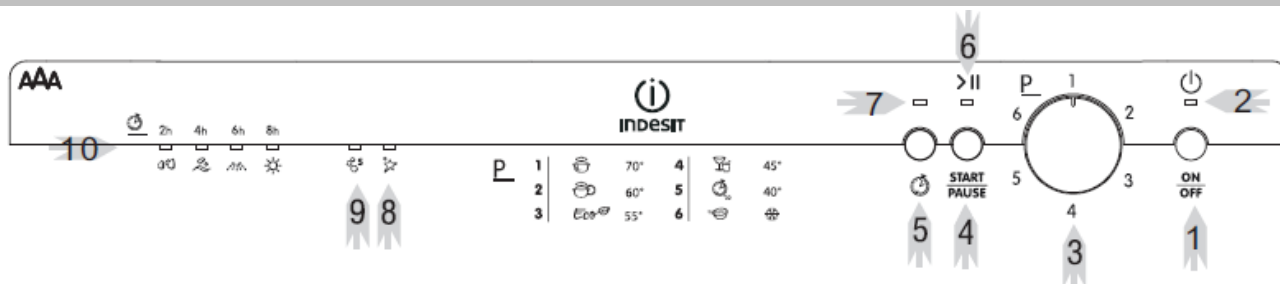 AAA
6
P 1
7
6 2
2
INDESIT
2h 4h 6h 8h
10
5 3
4
START
PAUSE
ON
OFF
P 1 70° 4 45°
2 60° 5 40°
3 Eco 55° 6
S
9 8
5 4 3 1